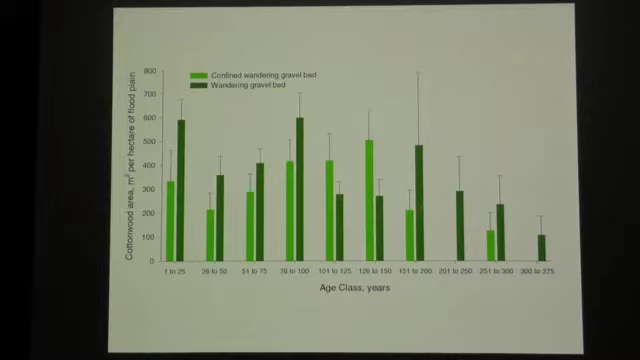 Confined wandering gravel bed
Wandering gravel bed
Cottonwood area, m² per hectare of flood plain
800
700
600
500
400
300
200
100
0
1 to 25 26 to 50 51 to 75 76 to 100 101 to 125 126 to 150 151 to 200 201 to 250 251 to 300 300 to 375
Age Class, years